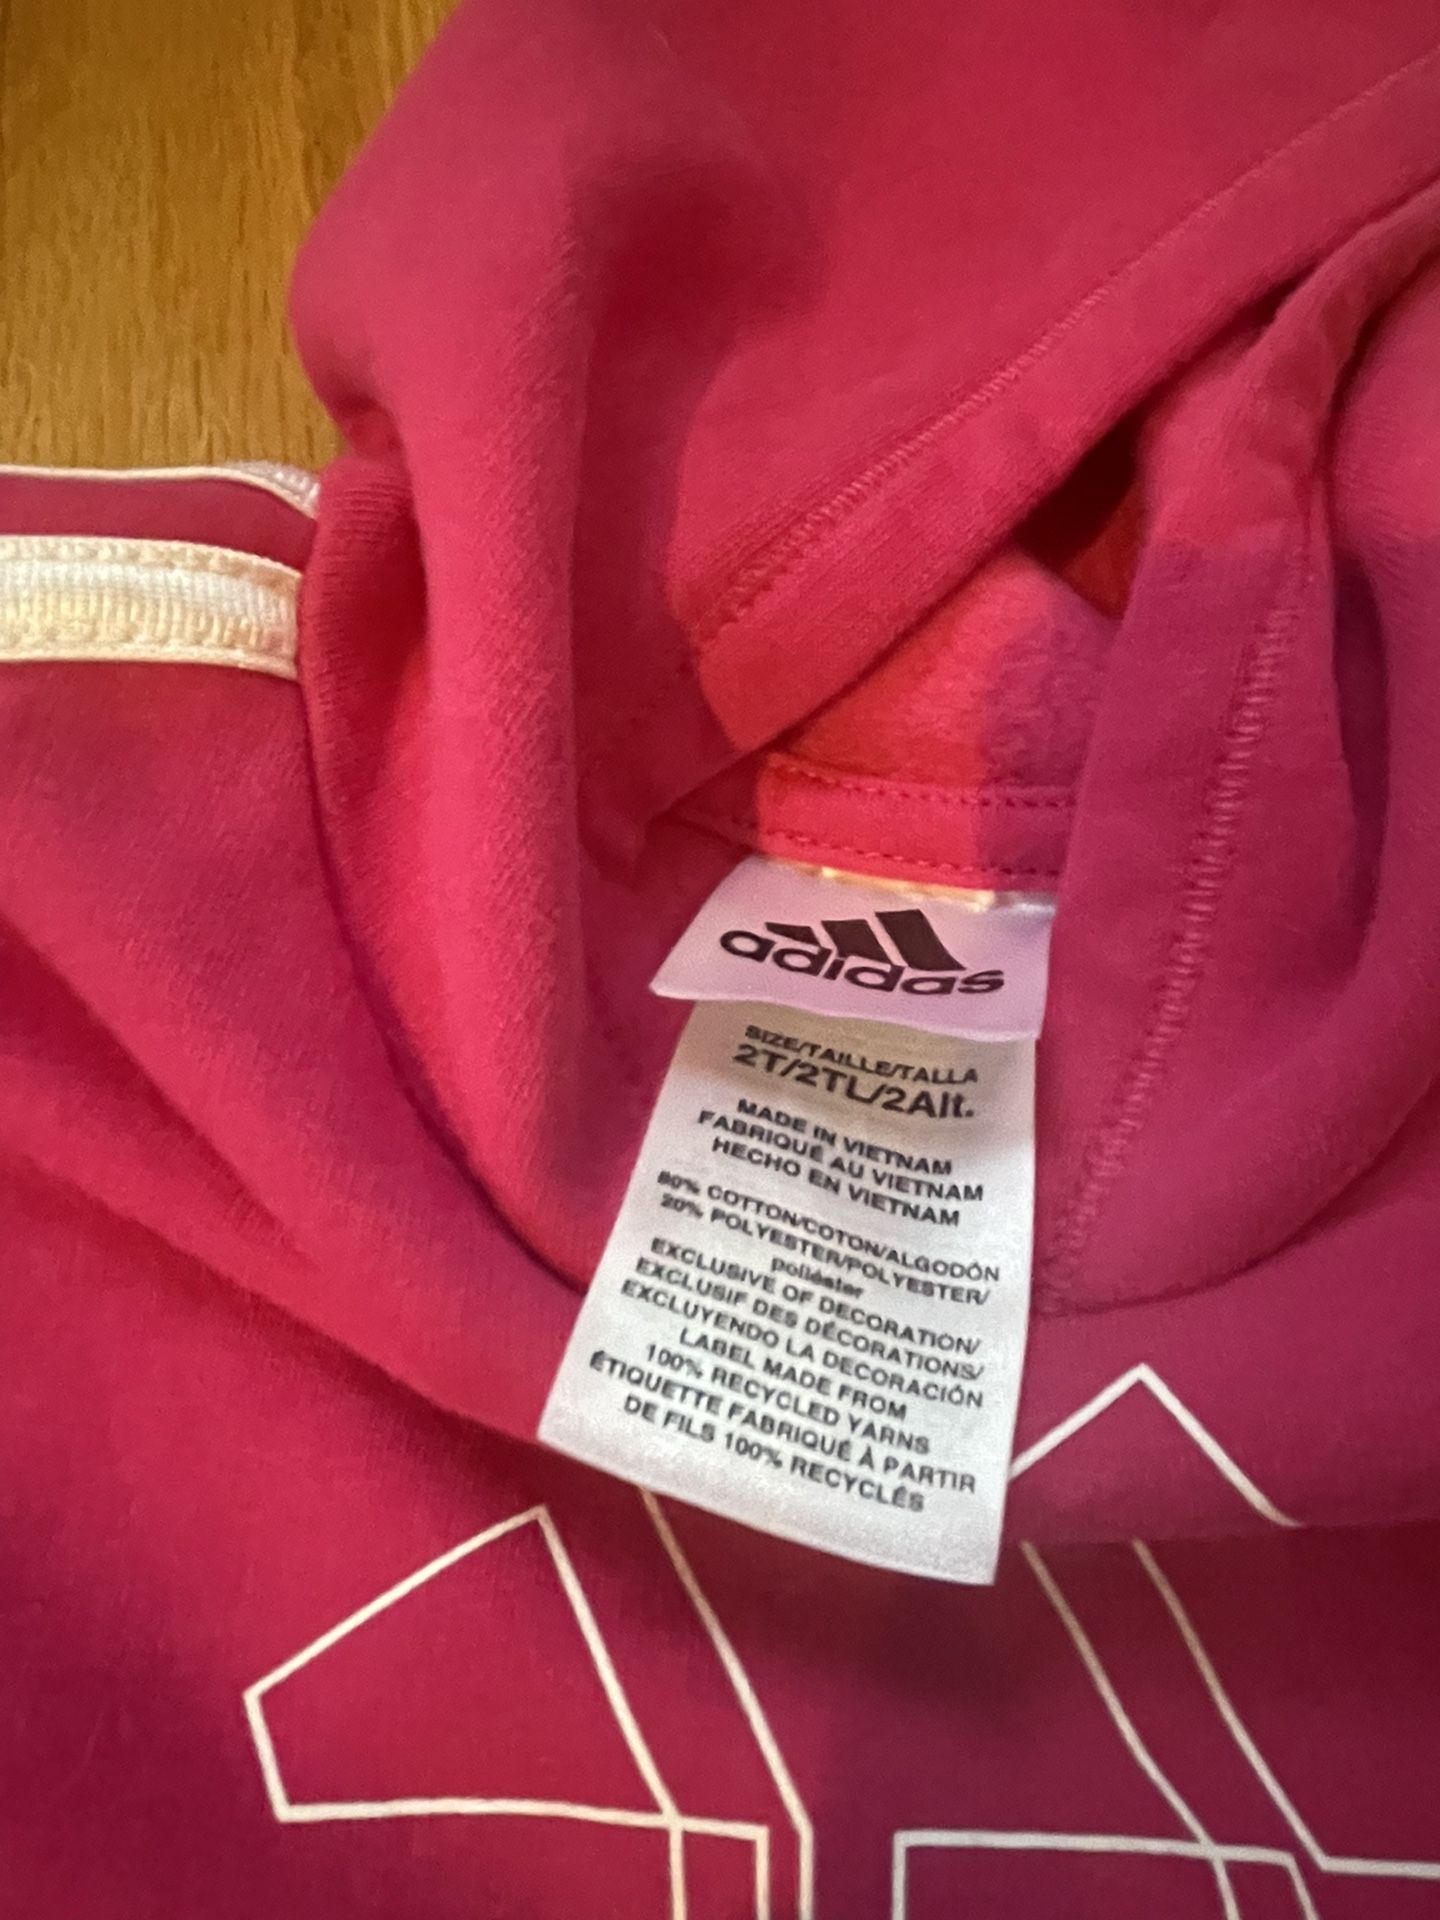 adidas
SIZE/TAILLE/TALLA
2T/2TL/2Alt.
MADE IN VIETNAM
FABRIQUÉ AU VIETNAM
HECHO EN VIETNAM
80% COTTON/COTON/ALGODÓN
20% POLYESTER/POLYESTER/
poliéster
EXCLUSIVE OF DECORATION/
EXCLUSIF DES DÉCORATIONS/
EXCLUYENDO LA DECORACIÓN
LABEL MADE FROM
100% RECYCLED YARNS
ÉTIQUETTE FABRIQUÉ À PARTIR
DE FILS 100% RECYCLÉS